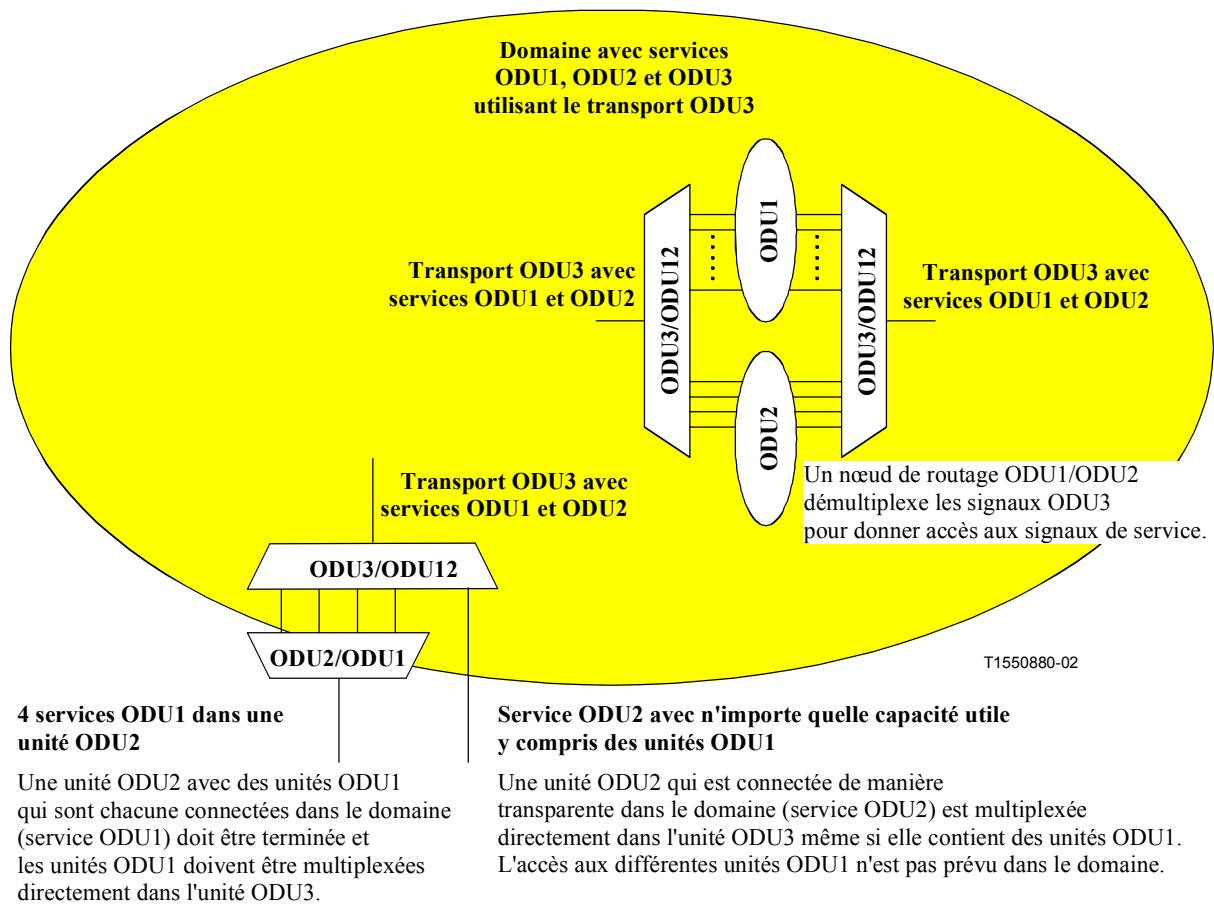 Domaine avec services
ODU1, ODU2 et ODU3
utilisant le transport ODU3
ODU1
ODU3/ODU12
ODU3/ODU12
Transport ODU3 avec
services ODU1 et ODU2
Transport ODU3 avec
services ODU1 et ODU2
ODU2
Un nœud de routage ODU1/ODU2
démultiplexe les signaux ODU3
pour donner accès aux signaux de service.
Transport ODU3 avec
services ODU1 et ODU2
ODU3/ODU12
ODU2/ODU1
T1550880-02
4 services ODU1 dans une
unité ODU2
Une unité ODU2 avec des unités ODU1
qui sont chacune connectées dans le domaine
(service ODU1) doit être terminée et
les unités ODU1 doivent être multiplexées
directement dans l'unité ODU3.
Service ODU2 avec n'importe quelle capacité utile
y compris des unités ODU1
Une unité ODU2 qui est connectée de manière
transparente dans le domaine (service ODU2) est multiplexée
directement dans l'unité ODU3 même si elle contient des unités ODU1.
L'accès aux différentes unités ODU1 n'est pas prévu dans le domaine.